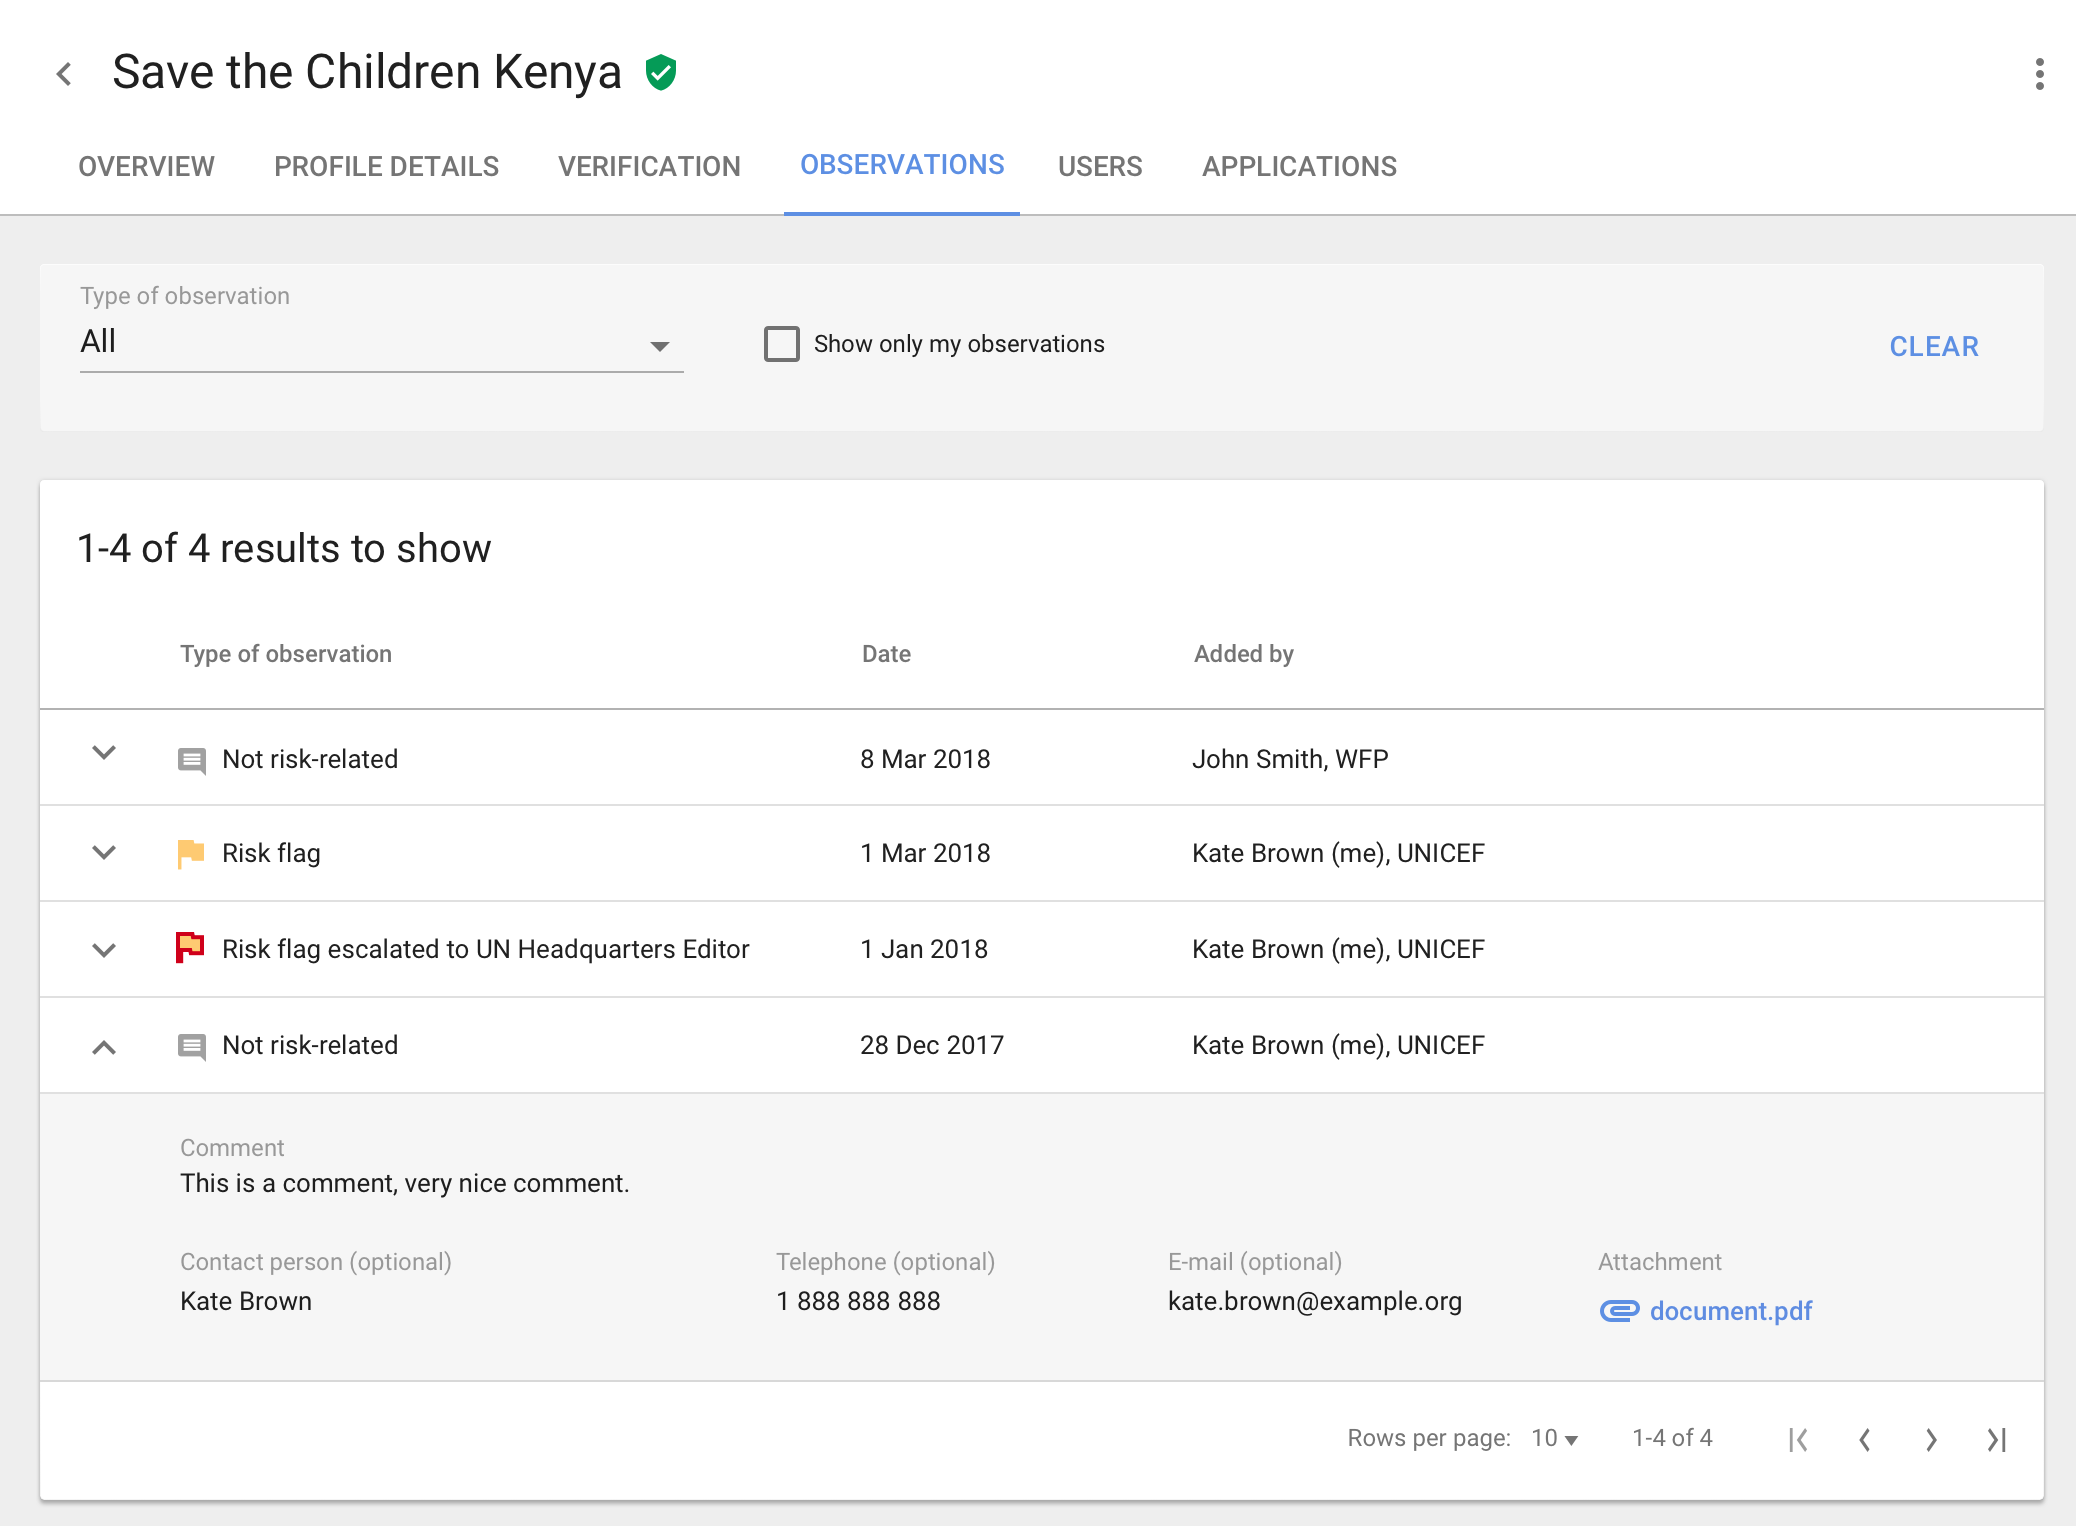 Save the Children Kenya
OVERVIEW PROFILE DETAILS VERIFICATION OBSERVATIONS USERS APPLICATIONS
Type of observation
All
Show only my observations
CLEAR
1-4 of 4 results to show
Type of observation Date Added by
Not risk-related 8 Mar 2018 John Smith, WFP
Risk flag 1 Mar 2018 Kate Brown (me), UNICEF
Risk flag escalated to UN Headquarters Editor 1 Jan 2018 Kate Brown (me), UNICEF
Not risk-related 28 Dec 2017 Kate Brown (me), UNICEF
Comment
This is a comment, very nice comment.
Contact person (optional) Telephone (optional) E-mail (optional) Attachment
Kate Brown 1 888 888 888 kate.brown@example.org document.pdf
Rows per page: 10 1-4 of 4